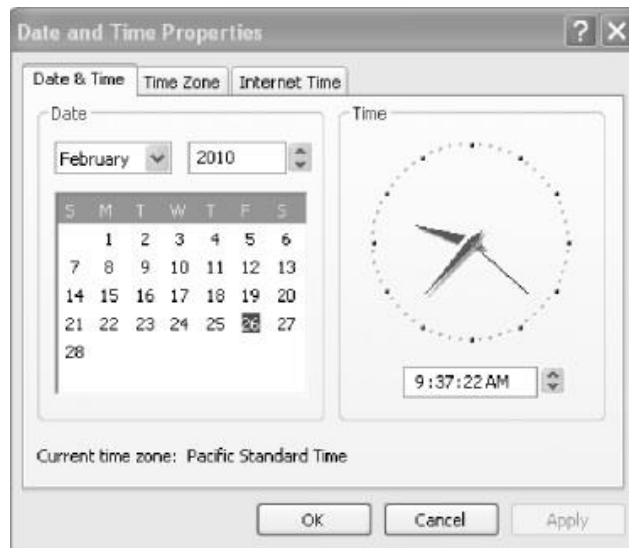 Date and Time Properties
Date & Time Time Zone Internet Time
Date
Time
February 2010
S M T W T F S
1 2 3 4 5 6
7 8 9 10 11 12 13
14 15 16 17 18 19 20
21 22 23 24 25 26 27
28
9:37:22 AM
Current time zone: Pacific Standard Time
OK Cancel Apply